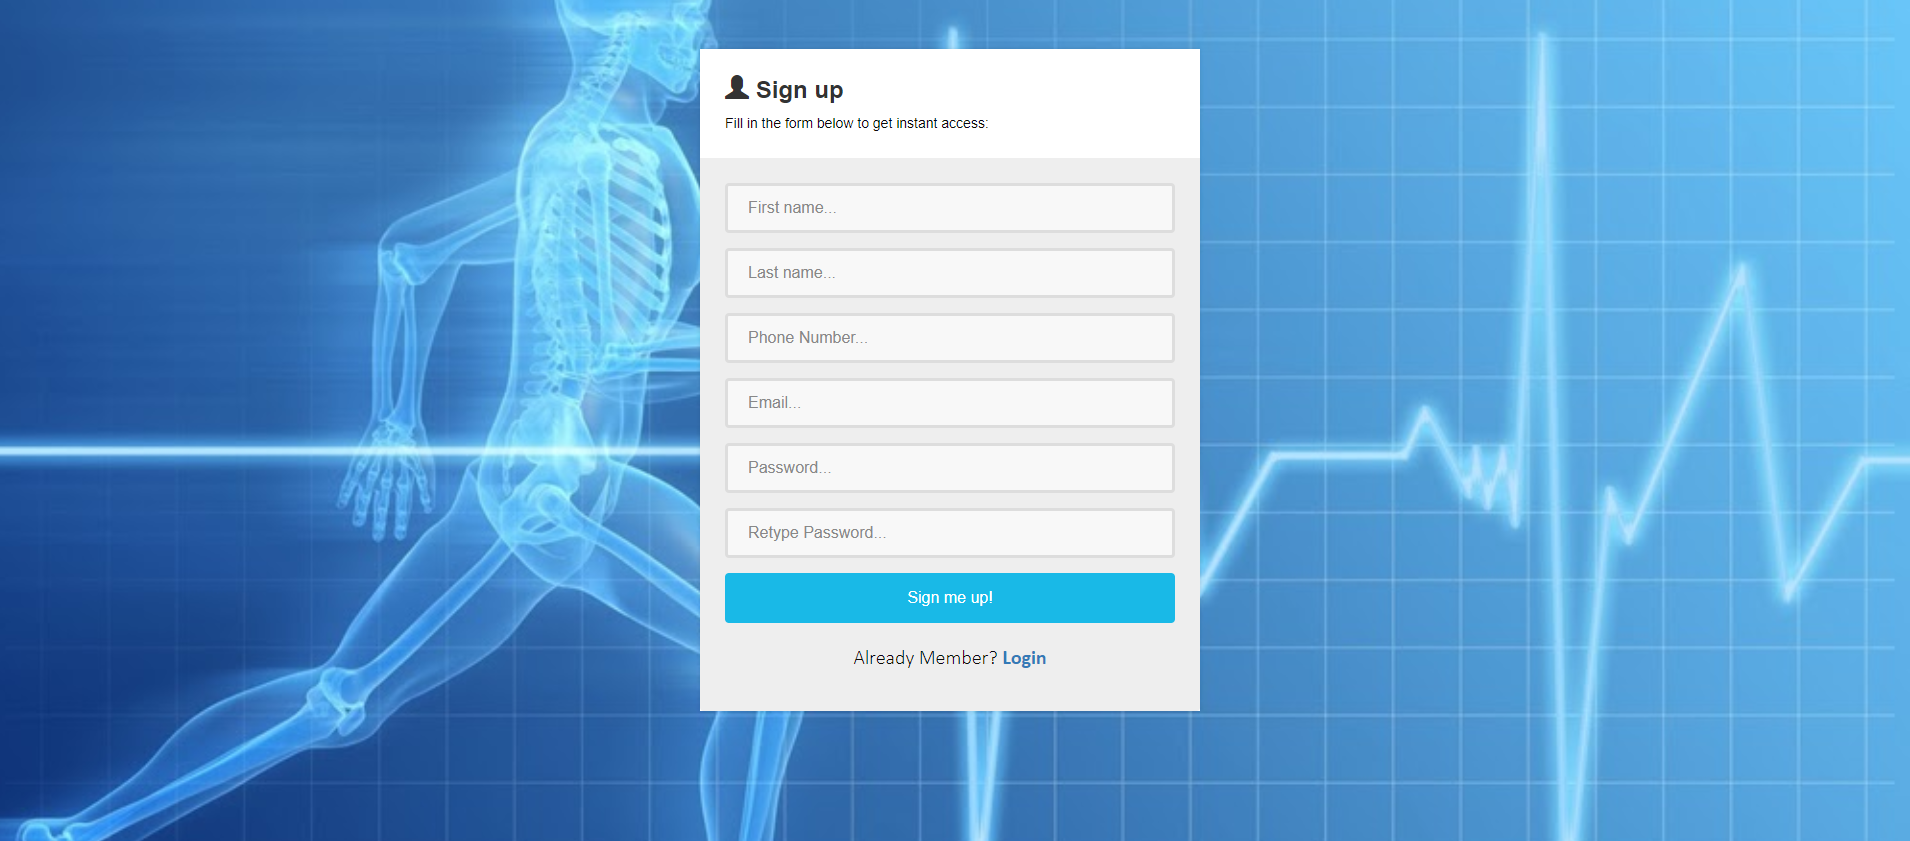 Sign up
Fill in the form below to get instant access:
First name...
Last name...
Phone Number...
Email...
Password...
Retype Password...
Sign me up!
Already Member? Login